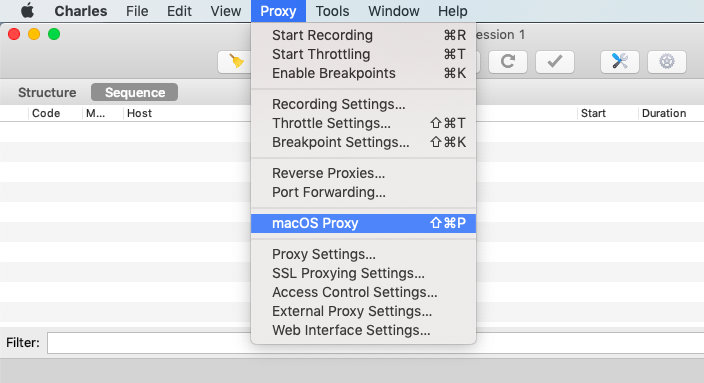 Charles File Edit View Proxy Tools Window Help
ession 1
Start Recording ⌘R
Start Throttling ⌘T
Enable Breakpoints ⌘K
Structure Sequence
Recording Settings...
Code M... Host Start Duration
Throttle Settings... ⇧⌘T
Breakpoint Settings... ⇧⌘K
Reverse Proxies...
Port Forwarding...
macOS Proxy ⇧⌘P
Proxy Settings...
SSL Proxying Settings...
Access Control Settings...
External Proxy Settings...
Web Interface Settings...
Filter: